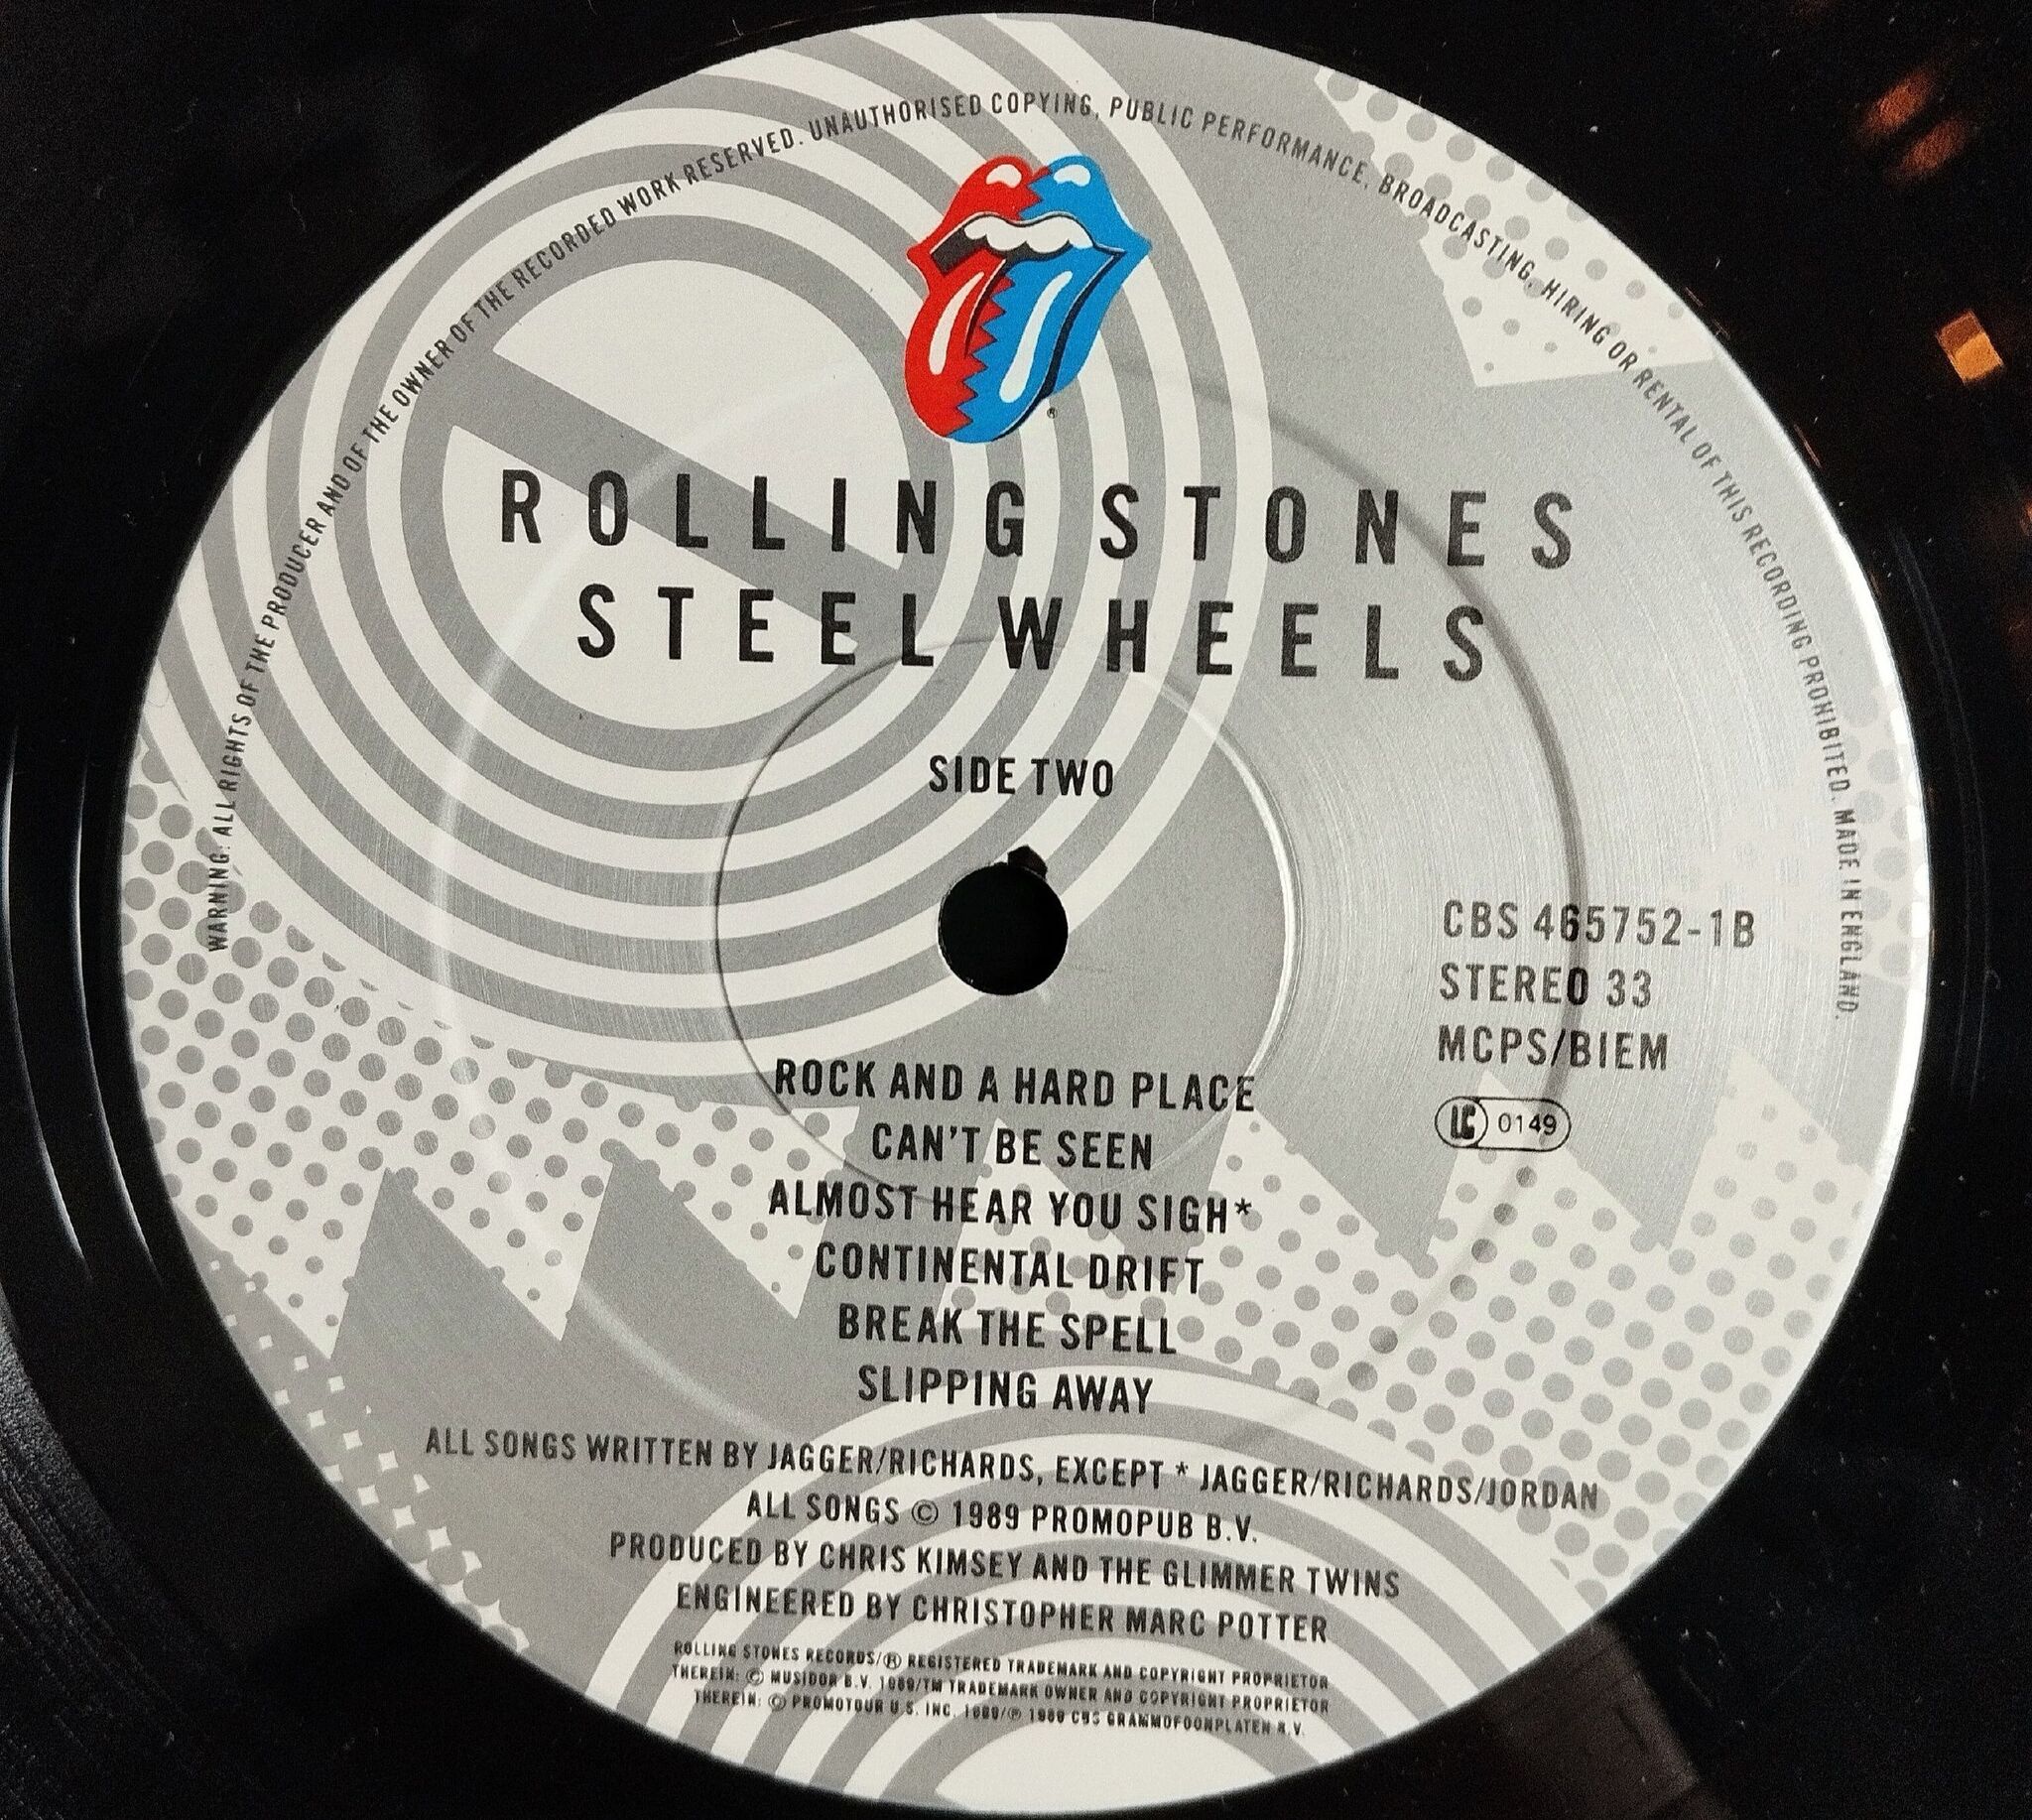 WARNING: ALL RIGHTS OF THE PRODUCER AND OF THE OWNER OF THE RECORDED WORK RESERVED. UNAUTHORISED COPYING, PUBLIC PERFORMANCE, BROADCASTING, HIRING OR RENTAL OF THIS RECORDING PROHIBITED. MADE IN ENGLAND.
®
ROLLING STONES
STEEL WHEELS
SIDE TWO
CBS 465752-1B
STEREO 33
MCPS/BIEM
LC 0149
ROCK AND A HARD PLACE
CAN'T BE SEEN
ALMOST HEAR YOU SIGH*
CONTINENTAL DRIFT
BREAK THE SPELL
SLIPPING AWAY
ALL SONGS WRITTEN BY JAGGER/RICHARDS, EXCEPT * JAGGER/RICHARDS/JORDAN
ALL SONGS © 1989 PROMOPUB B.V.
PRODUCED BY CHRIS KIMSEY AND THE GLIMMER TWINS
ENGINEERED BY CHRISTOPHER MARC POTTER
ROLLING STONES RECORDS/® REGISTERED TRADEMARK AND COPYRIGHT PROPRIETOR
THEREIN: © MUSIDOR B.V. 1989/TM TRADEMARK OWNER AND COPYRIGHT PROPRIETOR
THEREIN: © PROMOTOUR U.S. INC. 1989/℗ 1989 CBS GRAMMOFOONPLATEN B.V.